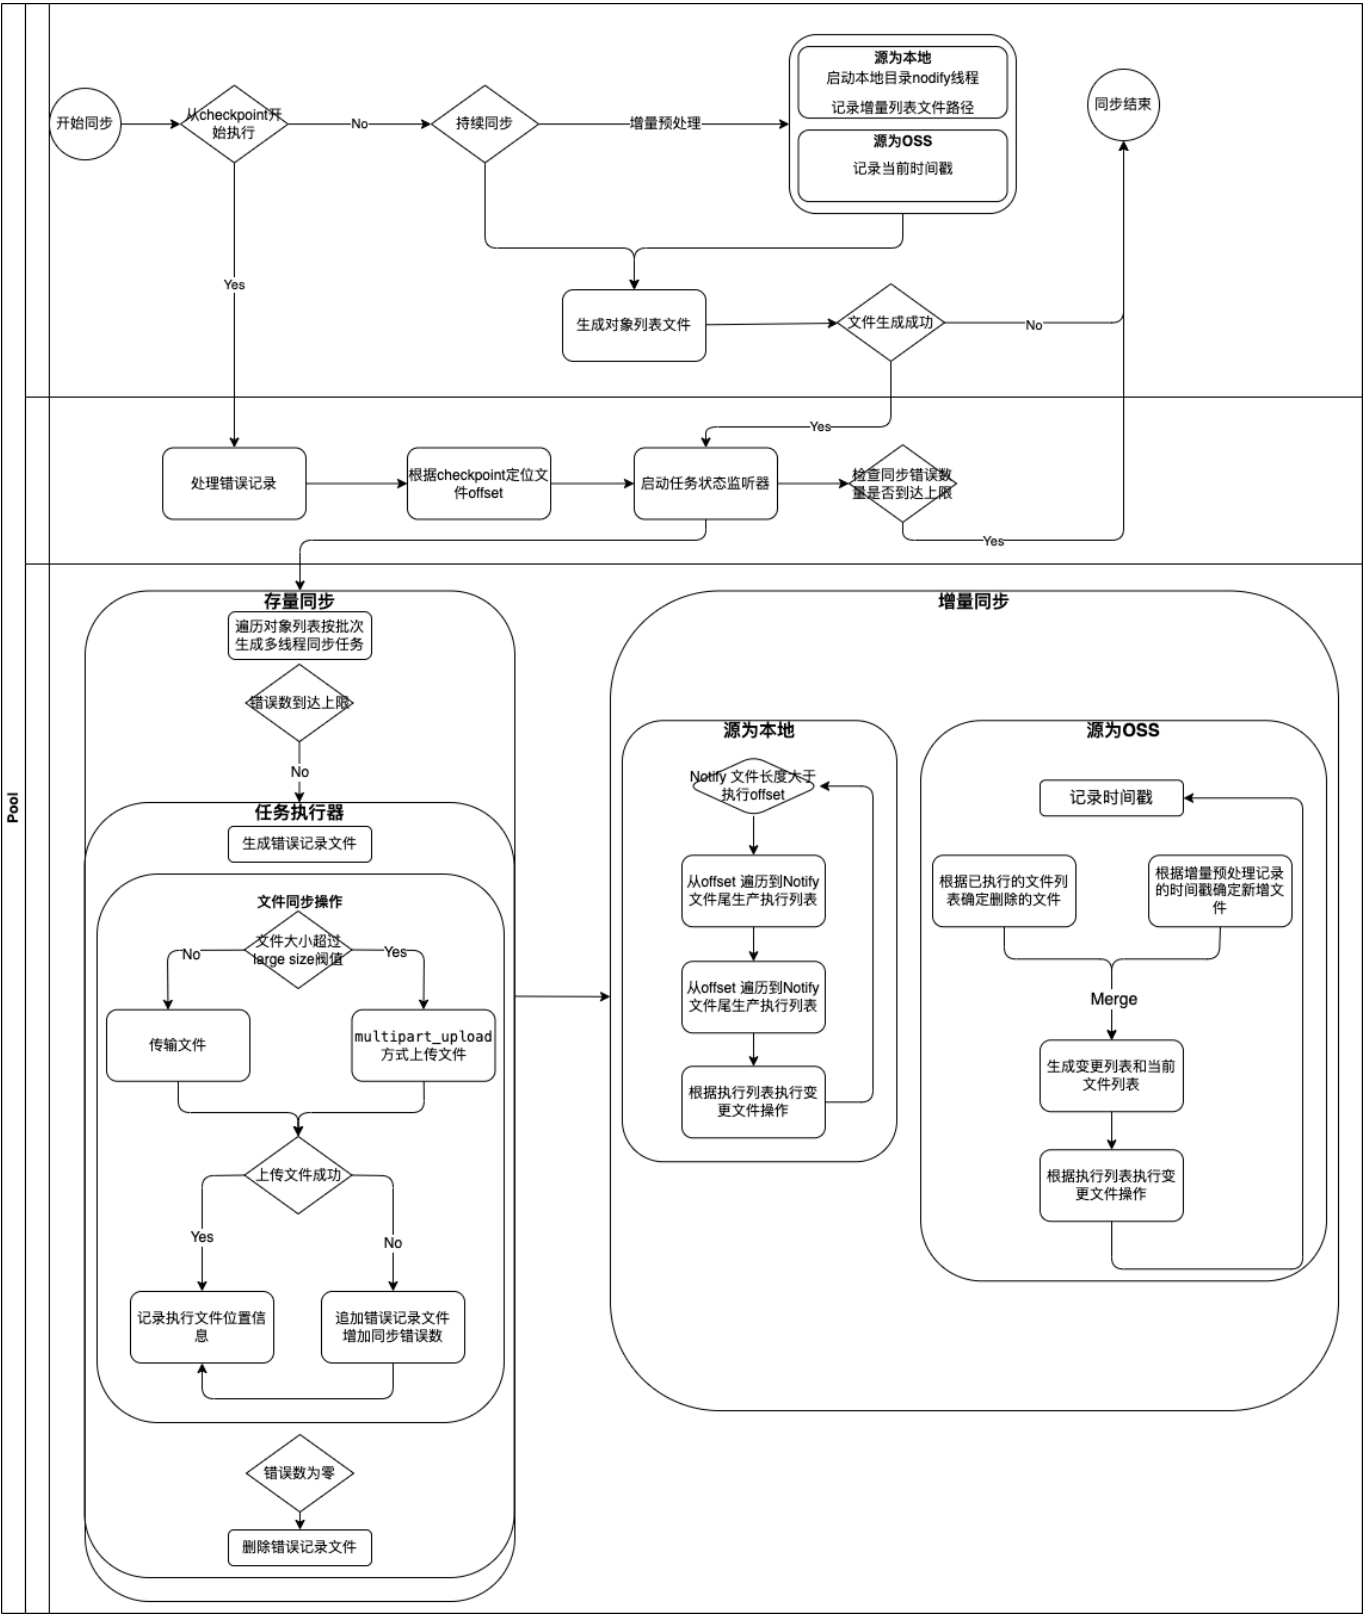 Pool
开始同步
从checkpoint开
始执行
No
持续同步
增量预处理
源为本地
启动本地目录nodify线程
记录增量列表文件路径
源为OSS
记录当前时间戳
同步结束
Yes
生成对象列表文件
文件生成成功
No
Yes
处理错误记录
根据checkpoint定位文
件offset
启动任务状态监听器
检查同步错误数
量是否到达上限
Yes
存量同步
遍历对象列表按批次
生成多线程同步任务
错误数到达上限
No
任务执行器
生成错误记录文件
文件同步操作
文件大小超过
large size阀值
No
Yes
传输文件
multipart_upload
方式上传文件
上传文件成功
Yes
No
记录执行文件位置信
息
追加错误记录文件
增加同步错误数
错误数为零
删除错误记录文件
增量同步
源为本地
Notify 文件长度大于
执行offset
从offset 遍历到Notify
文件尾生产执行列表
从offset 遍历到Notify
文件尾生产执行列表
根据执行列表执行变
更文件操作
源为OSS
记录时间戳
根据已执行的文件列
表确定删除的文件
根据增量预处理记录
的时间戳确定新增文
件
Merge
生成变更列表和当前
文件列表
根据执行列表执行变
更文件操作